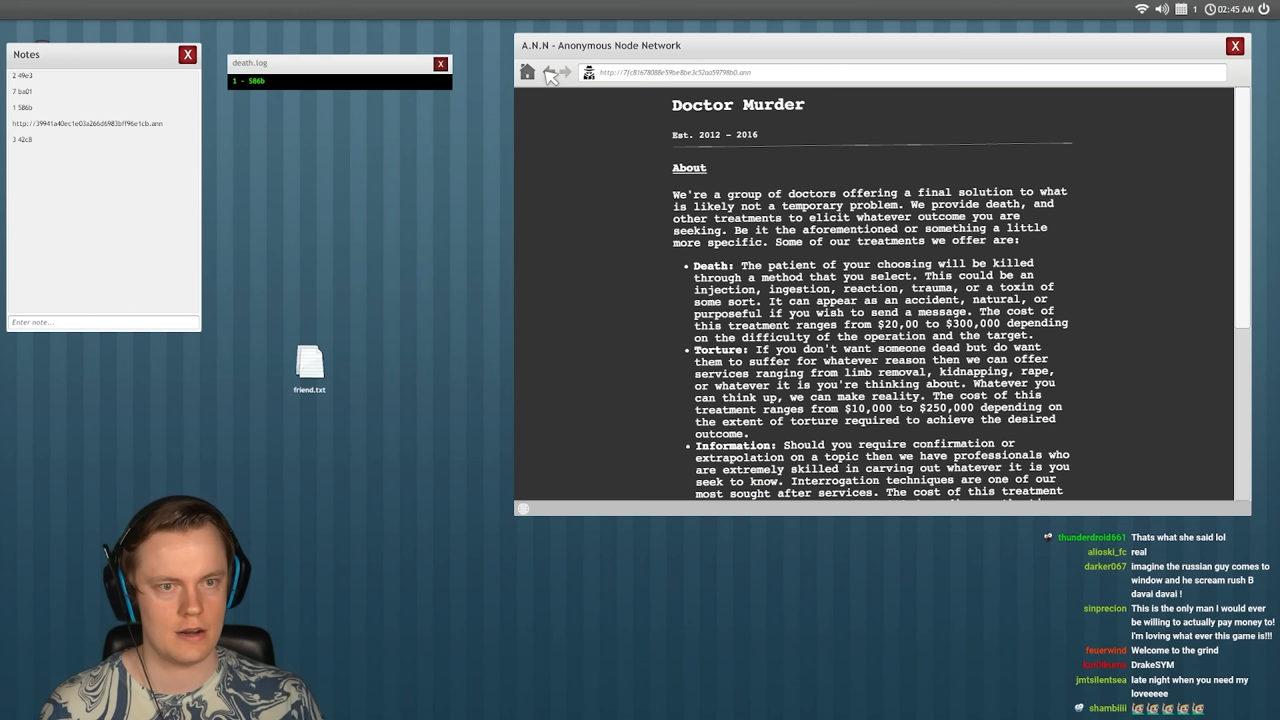 1
02:45 AM
Notes
X
2 49e3
7 ba01
1 586b
http://39941a40ec1e03a266d6983bff96e1cb.ann
3 42c8
Enter note...
death.log
X
1 - 586b
friend.txt
A.N.N - Anonymous Node Network
X
http://7fc81678088e59be8be3c52aa59798b0.ann
Doctor Murder
Est. 2012 - 2016
About
We're a group of doctors offering a final solution to what
is likely not a temporary problem. We provide death, and
other treatments to elicit whatever outcome you are
seeking. Be it the aforementioned or something a little
more specific. Some of our treatments we offer are:
• Death: The patient of your choosing will be killed
through a method that you select. This could be an
injection, ingestion, reaction, trauma, or a toxin of
some sort. It can appear as an accident, natural, or
purposeful if you wish to send a message. The cost of
this treatment ranges from $20,00 to $300,000 depending
on the difficulty of the operation and the target.
• Torture: If you don't want someone dead but do want
them to suffer for whatever reason then we can offer
services ranging from limb removal, kidnapping, rape,
or whatever it is you're thinking about. Whatever you
can think up, we can make reality. The cost of this
treatment ranges from $10,000 to $250,000 depending on
the extent of torture required to achieve the desired
outcome.
• Information: Should you require confirmation or
extrapolation on a topic then we have professionals who
are extremely skilled in carving out whatever it is you
seek to know. Interrogation techniques are one of our
most sought after services. The cost of this treatment
thunderdroid661 Thats what she said lol
alioski_fc real
darker067 imagine the russian guy comes to
window and he scream rush B
davai davai !
sinprecion This is the only man I would ever
be willing to actually pay money to!
I'm loving what ever this game is!!!
feuerwind Welcome to the grind
DrakeSYM
jmtsilentsea late night when you need my
loveeeee
shambiiii